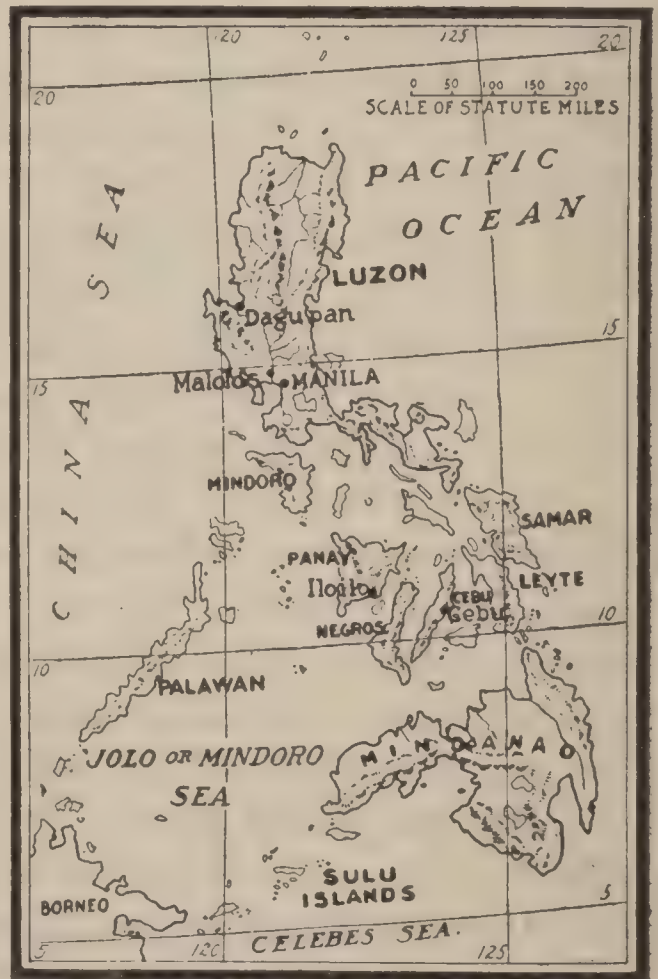 120 125 20
20
0 50 100 150 200
SCALE OF STATUTE MILES
PACIFIC
OCEAN
SEA
LUZON
Dagupan
15
15
Malolos MANILA
CHINA
MINDORO
SAMAR
PANAY
LEYTE
Iloilo
CEBU
Cebu
NEGROS
10
10
PALAWAN
MINDANAO
JOLO OR MINDORO
SEA
SULU
ISLANDS
BORNEO
5
5 120 CELEBES SEA. 125